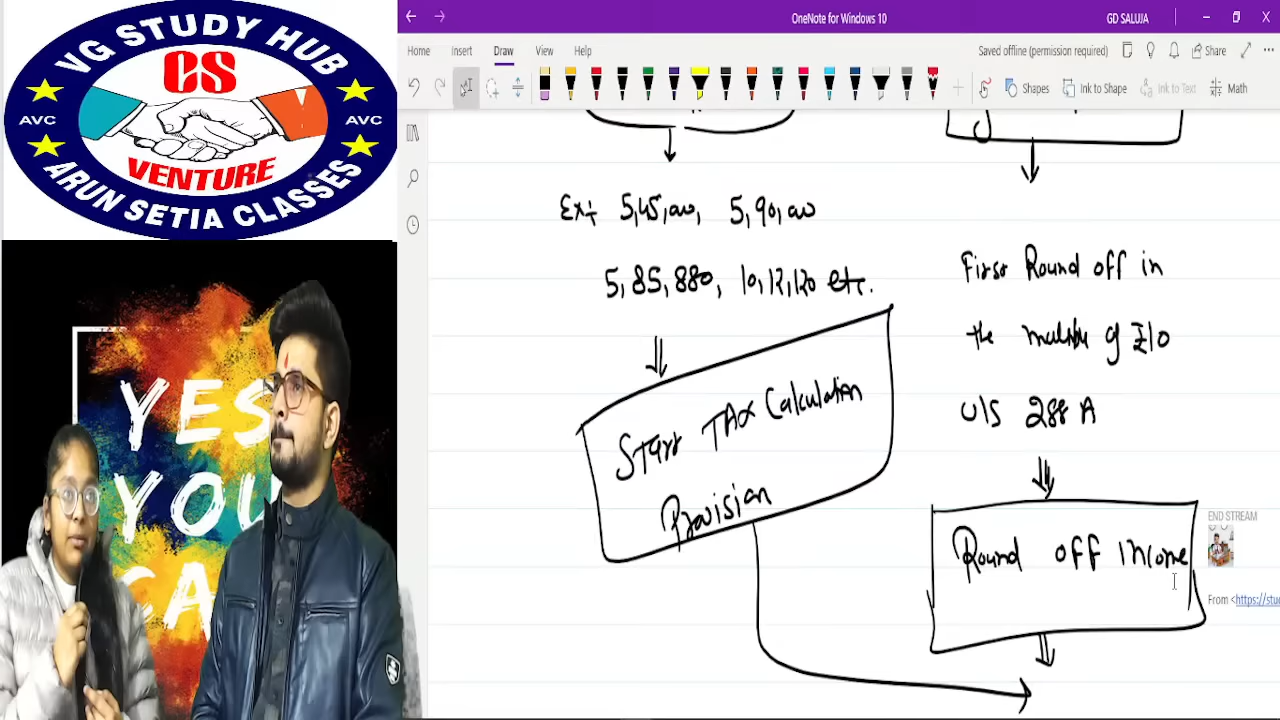 VG STUDY HUB
CS
AVC
AVC
VENTURE
ARUN SETIA CLASSES
YES
YOU
CA
OneNote for Windows 10
GD SALUJA
Home Insert Draw View Help
Saved offline (permission required)
Share
Shapes
Ink to Shape
Ink to Text
Math
Ex:- 5,45,000, 5,90,000
5,85,880, 10,12,120 etc.
Start Tax Calculation
Provision
First Round off in
the multiple of ₹10
U/S 288 A
Round off Income
END STREAM
From <https://stu